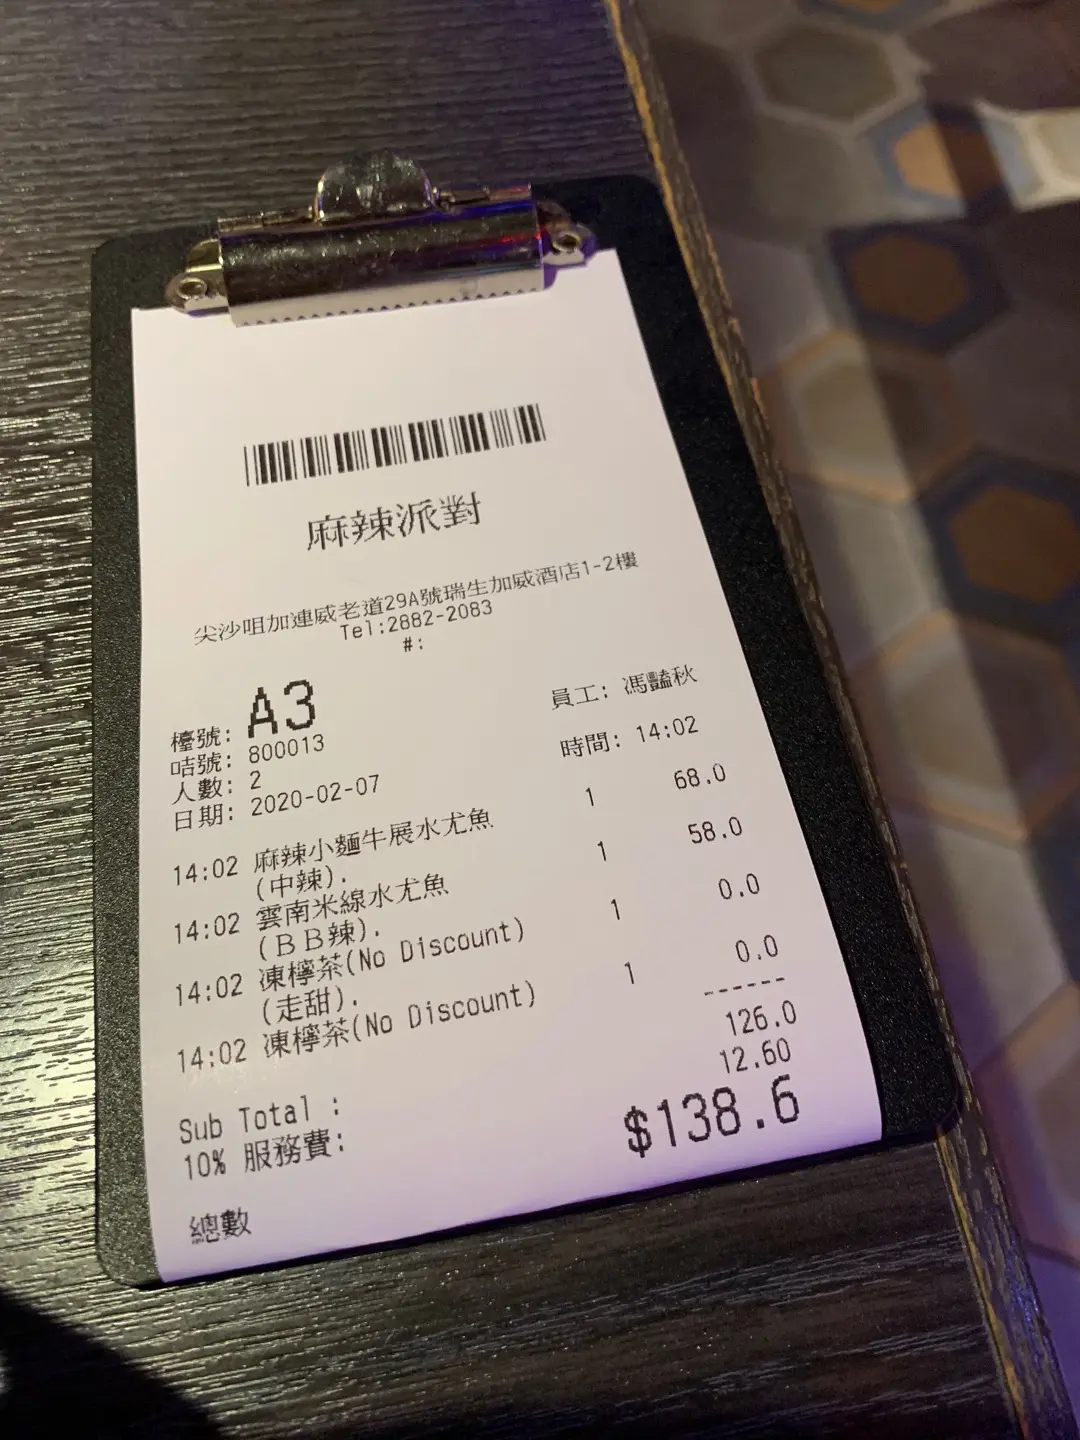 麻辣派對
尖沙咀加連威老道29A號瑞生加威酒店1-2樓
Tel:2882-2083
#:
檯號: A3
員工: 馮豔秋
咭號: 800013
人數: 2
日期: 2020-02-07
時間: 14:02
14:02 麻辣小麵牛展水尤魚 1 68.0
(中辣).
14:02 雲南米線水尤魚 1 58.0
(ＢＢ辣).
14:02 凍檸茶(No Discount) 1 0.0
(走甜).
14:02 凍檸茶(No Discount) 1 0.0
------
Sub Total : 126.0
10% 服務費: 12.60
總數 $138.6